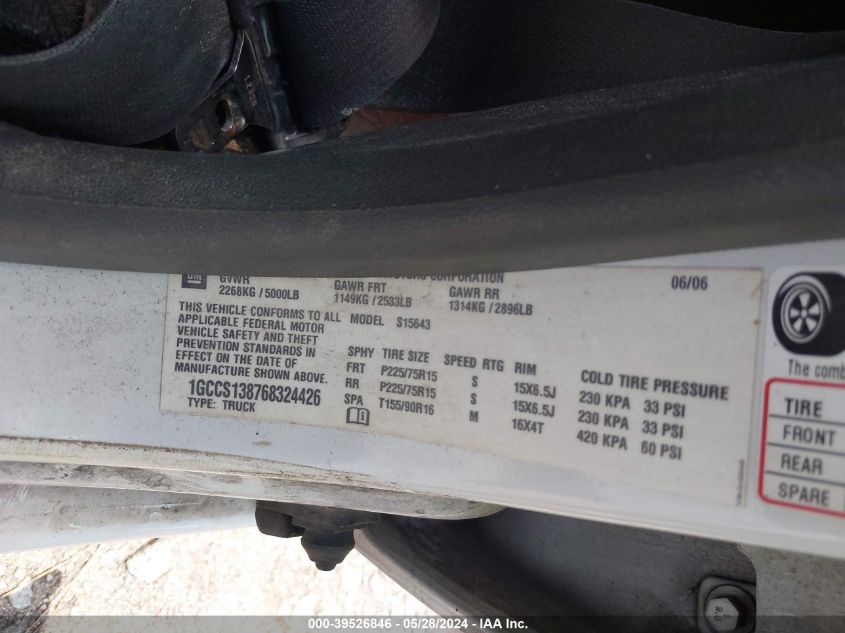 GM
CORPORATION
GVWR
2268KG / 5000LB
GAWR FRT
1149KG / 2533LB
GAWR RR
1314KG / 2896LB
06/06
THIS VEHICLE CONFORMS TO ALL
APPLICABLE FEDERAL MOTOR
VEHICLE SAFETY AND THEFT
PREVENTION STANDARDS IN
EFFECT ON THE DATE OF
MANUFACTURE SHOWN ABOVE.
1GCCS138768324426
TYPE: TRUCK
MODEL S15643
SPHY TIRE SIZE SPEED RTG RIM COLD TIRE PRESSURE
FRT P225/75R15 S 15X6.5J 230 KPA 33 PSI
RR P225/75R15 S 15X6.5J 230 KPA 33 PSI
SPA T155/90R16 M 16X4T 420 KPA 60 PSI
The comb
TIRE
FRONT
REAR
SPARE
000-39526846 - 05/28/2024 - IAA Inc.